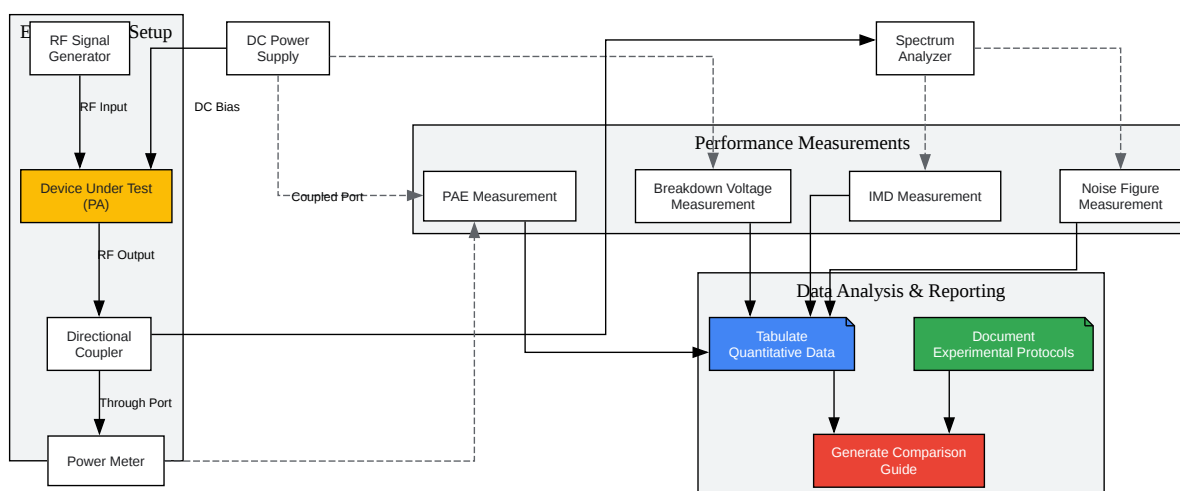 E
Setup
RF Signal
Generator
DC Power
Supply
Spectrum
Analyzer
RF Input
DC Bias
Performance Measurements
Device Under Test
(PA)
Coupled Port
PAE Measurement
Breakdown Voltage
Measurement
IMD Measurement
Noise Figure
Measurement
RF Output
Data Analysis & Reporting
Directional
Coupler
Tabulate
Quantitative Data
Document
Experimental Protocols
Through Port
Power Meter
Generate Comparison
Guide